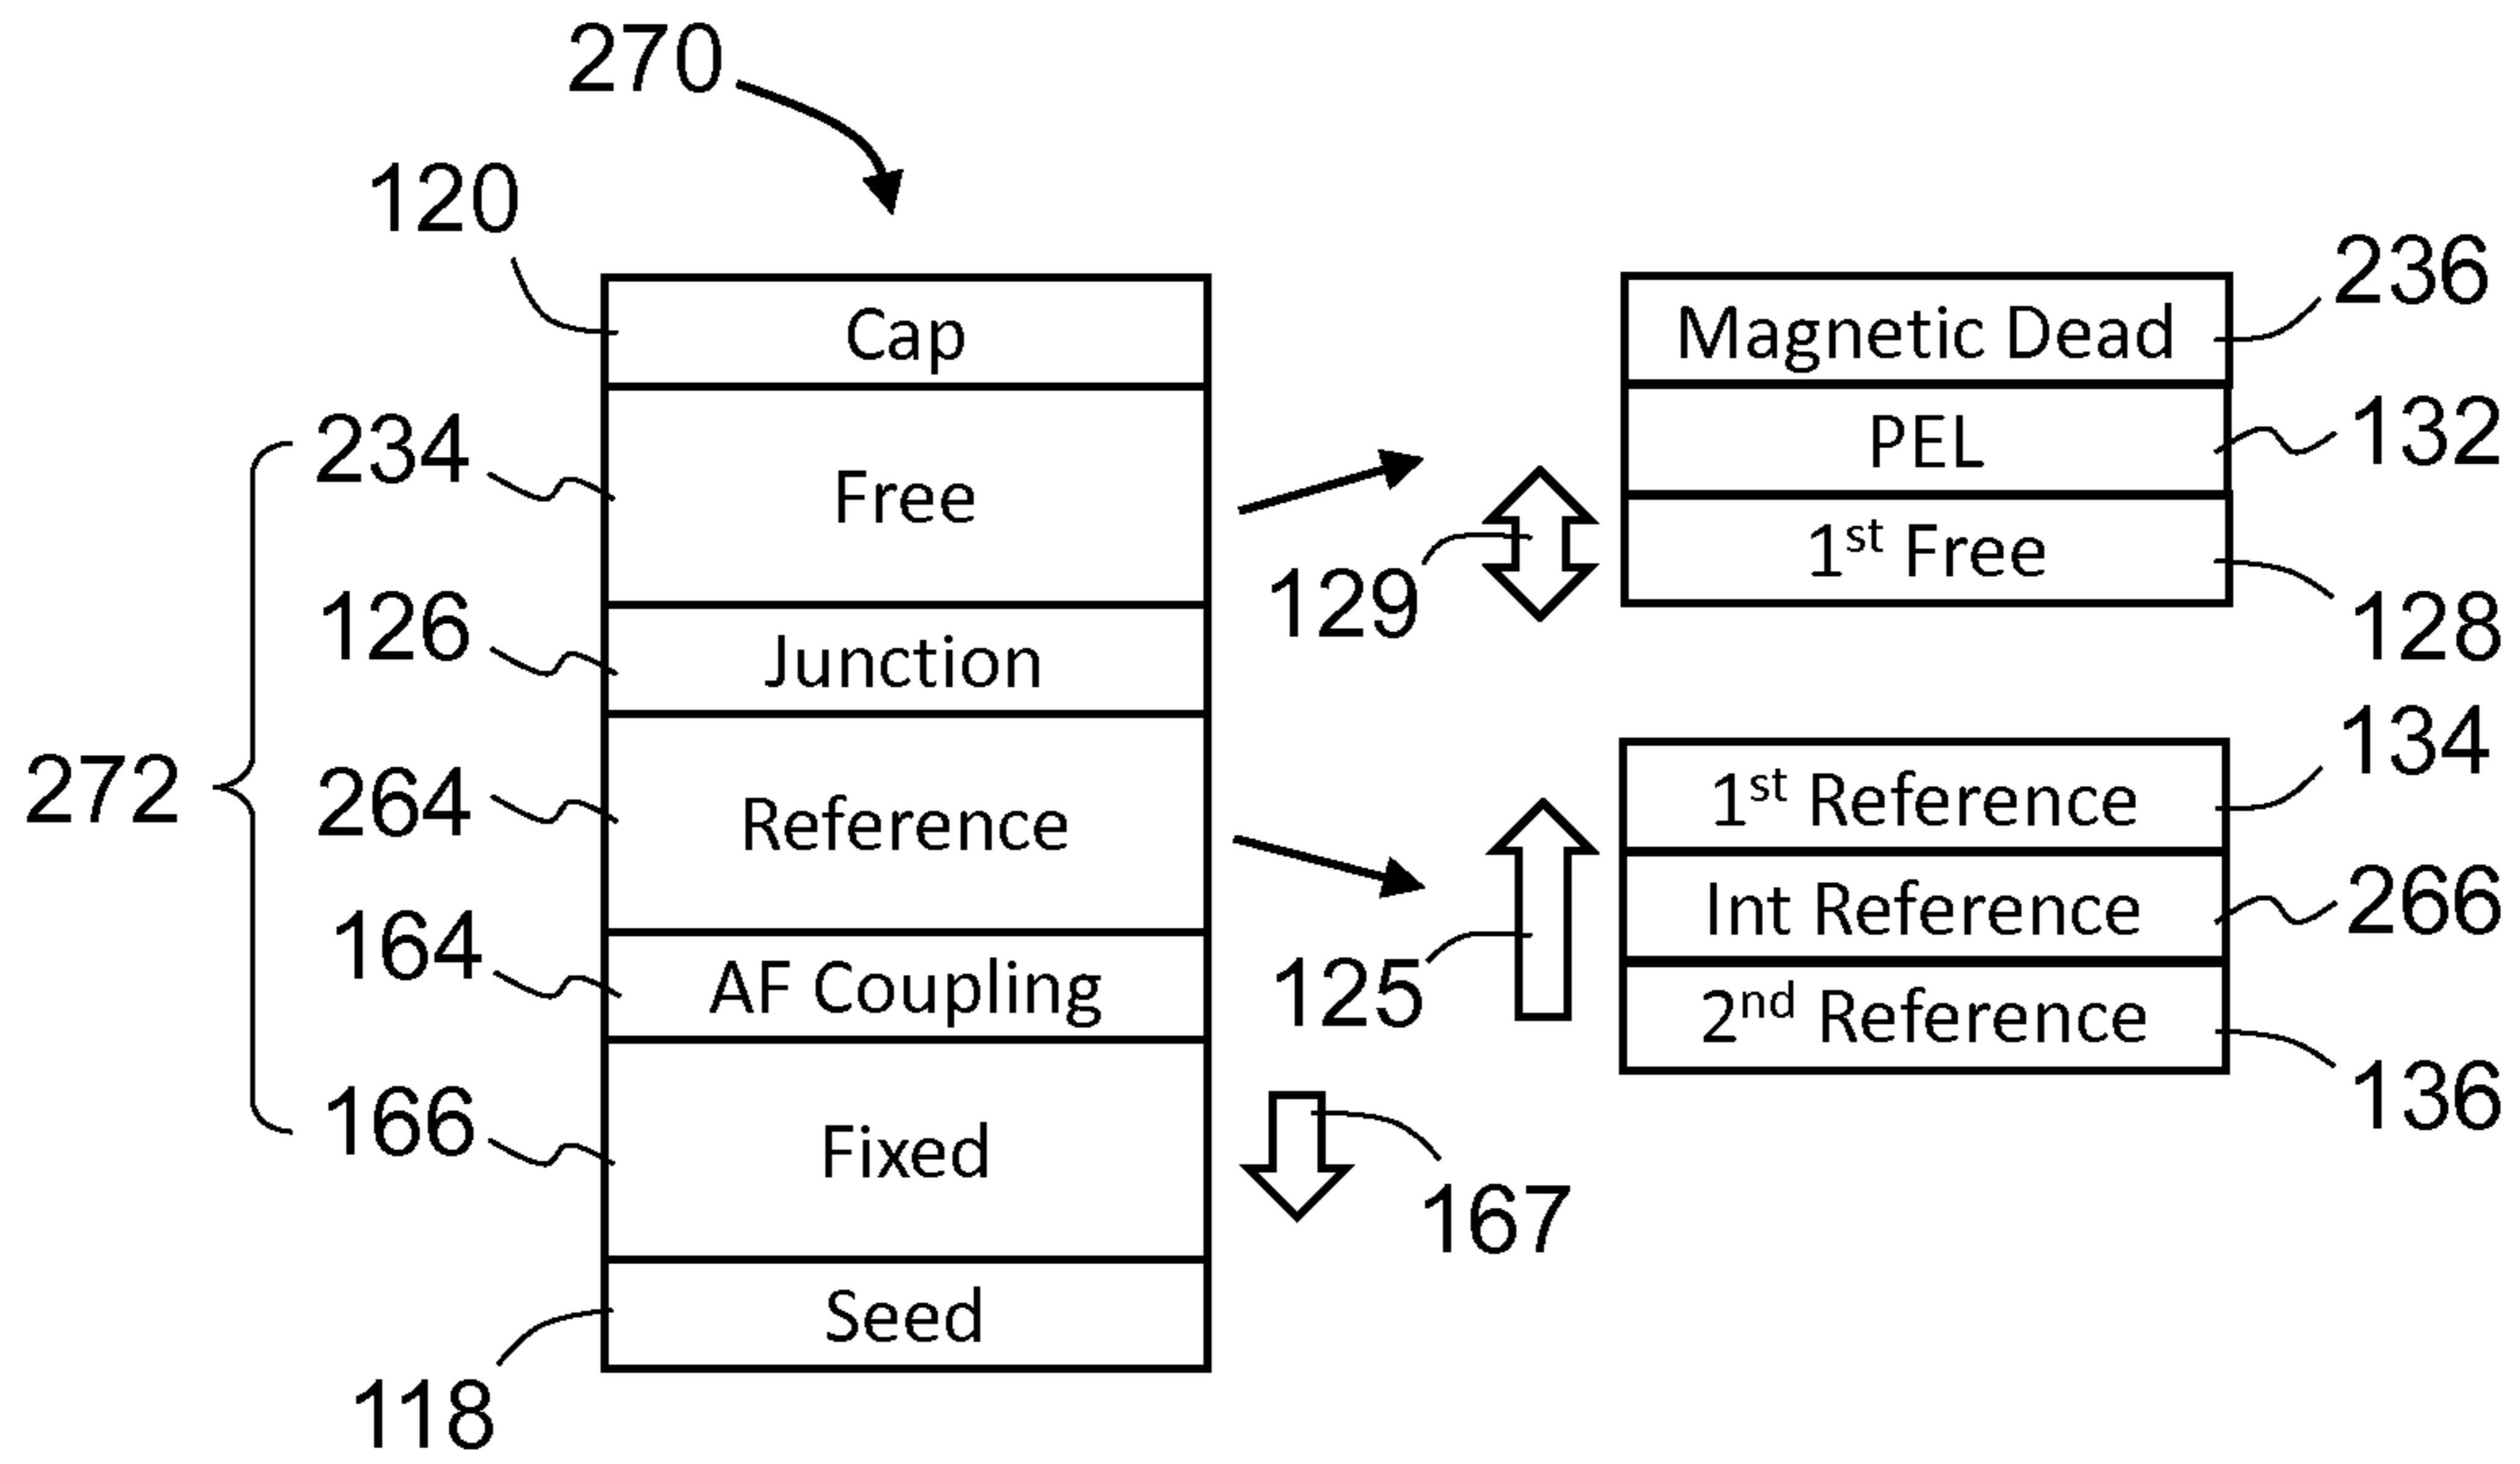 270
120
Cap
Magnetic Dead
236
234
Free
PEL
132
129
1st Free
128
126
Junction
272
264
Reference
1st Reference
134
125
Int Reference
266
164
AF Coupling
2nd Reference
136
166
Fixed
167
118
Seed